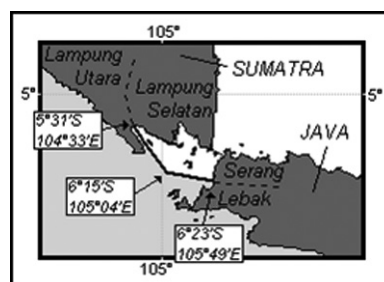 105°
Lampung
Utara
SUMATRA
Lampung
Selatan
5°
5°
5°31'S
104°33'E
JAVA
Serang
6°15'S
105°04'E
Lebak
6°23'S
105°49'E
105°